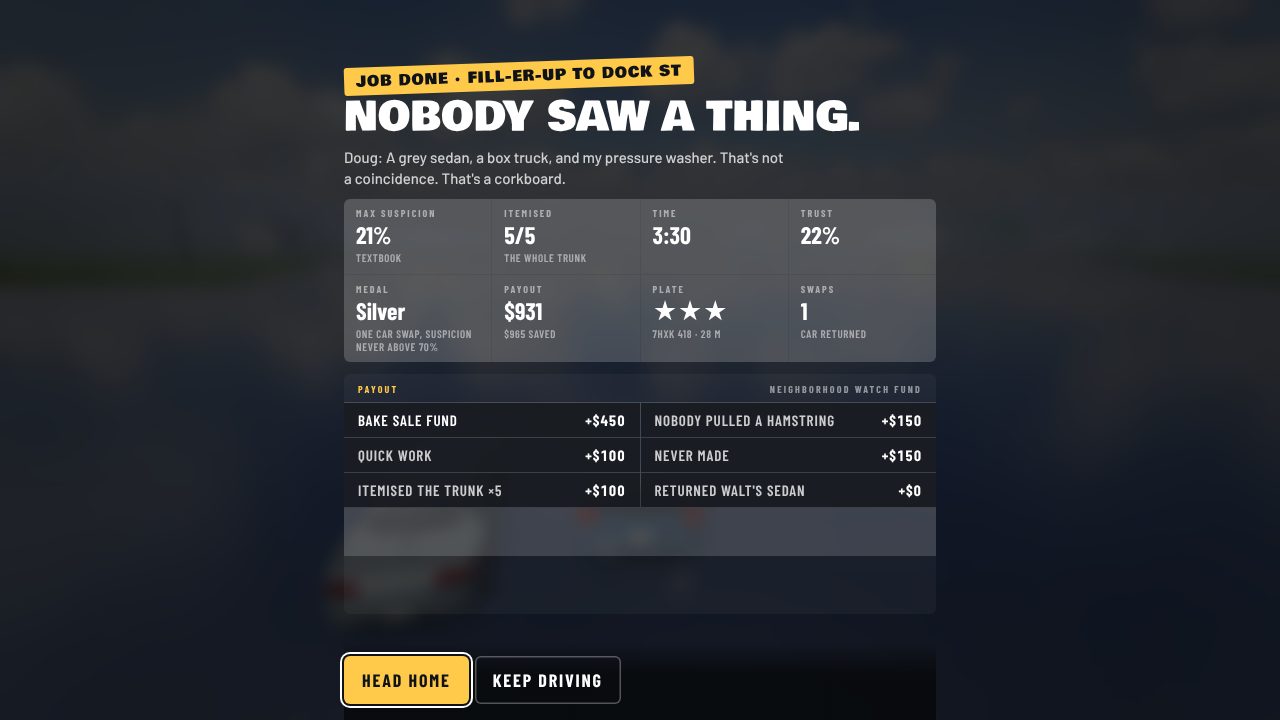 JOB DONE · FILL-ER-UP TO DOCK ST
NOBODY SAW A THING.
Doug: A grey sedan, a box truck, and my pressure washer. That's not
a coincidence. That's a corkboard.
MAX SUSPICION
21%
TEXTBOOK
ITEMISED
5/5
THE WHOLE TRUNK
TIME
3:30
TRUST
22%
MEDAL
Silver
ONE CAR SWAP, SUSPICION
NEVER ABOVE 70%
PAYOUT
$931
$965 SAVED
PLATE
★★★
7HXK 418 · 28 M
SWAPS
1
CAR RETURNED
PAYOUT
NEIGHBORHOOD WATCH FUND
BAKE SALE FUND +$450
NOBODY PULLED A HAMSTRING +$150
QUICK WORK +$100
NEVER MADE +$150
ITEMISED THE TRUNK ×5 +$100
RETURNED WALT'S SEDAN +$0
HEAD HOME
KEEP DRIVING